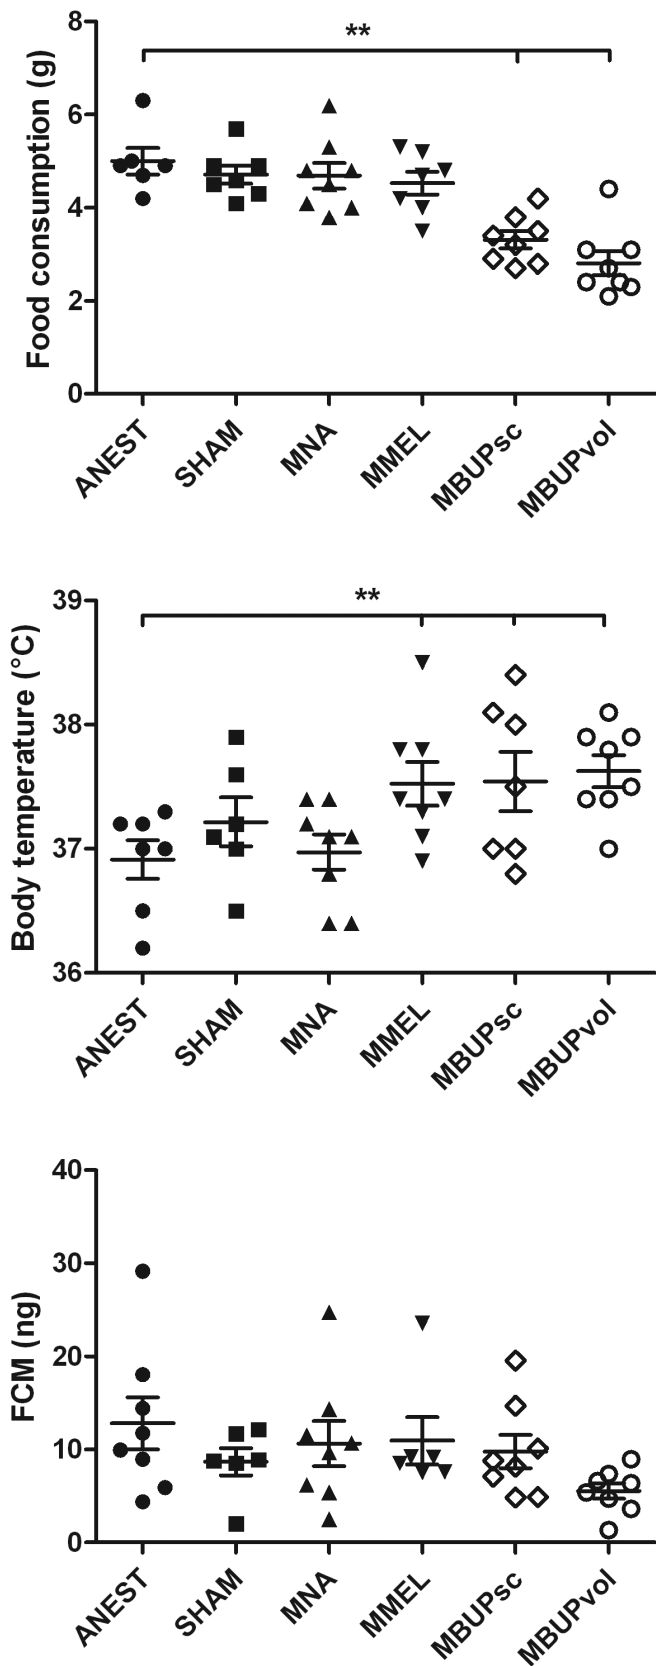 8
**
6
4
2
0
Food consumption (g)
ANEST
SHAM
MNA
MMEL
MBUPsc
MBUPvol
39
**
38
37
36
Body temperature (°C)
ANEST
SHAM
MNA
MMEL
MBUPsc
MBUPvol
40
30
20
10
0
FCM (ng)
ANEST
SHAM
MNA
MMEL
MBUPsc
MBUPvol